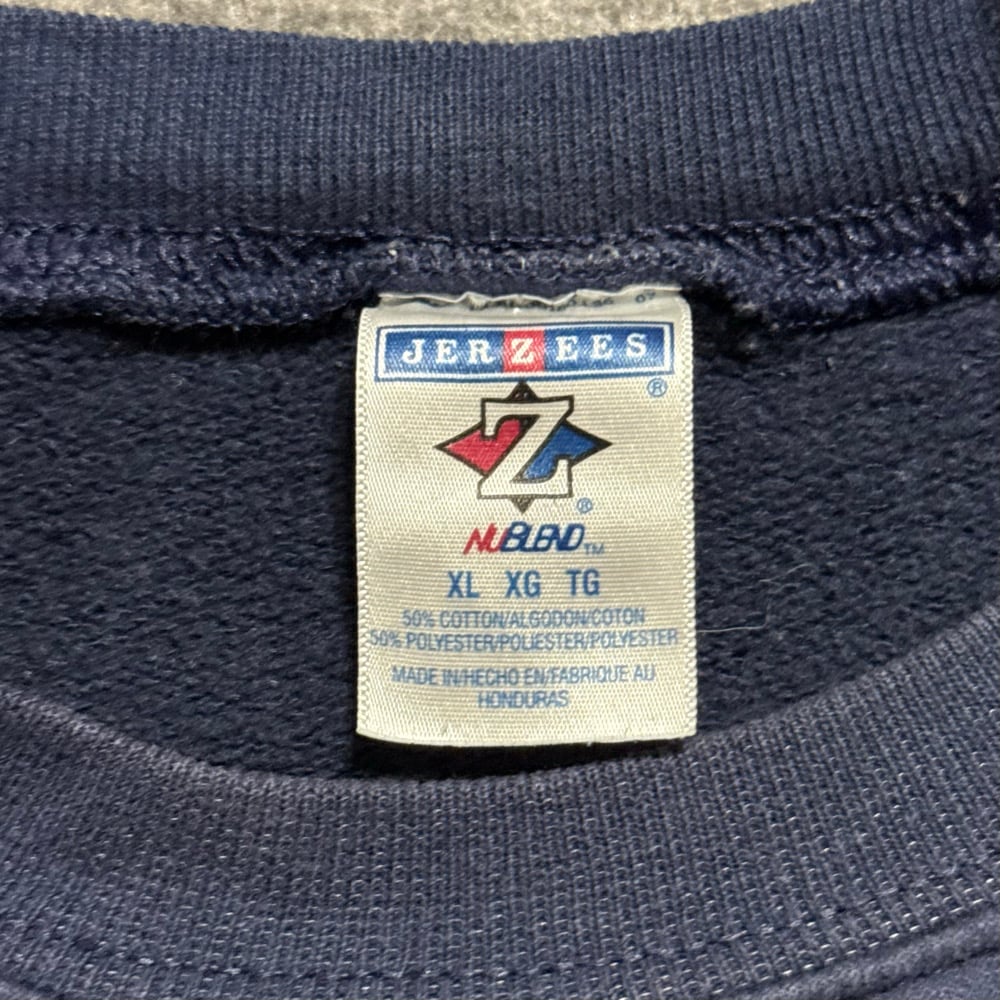 JERZEES
®
Z
®
NUBLEND™
XL XG TG
50% COTTON/ALGODON/COTON
50% POLYESTER/POLIESTER/POLYESTER
MADE IN/HECHO EN/FABRIQUE AU
HONDURAS